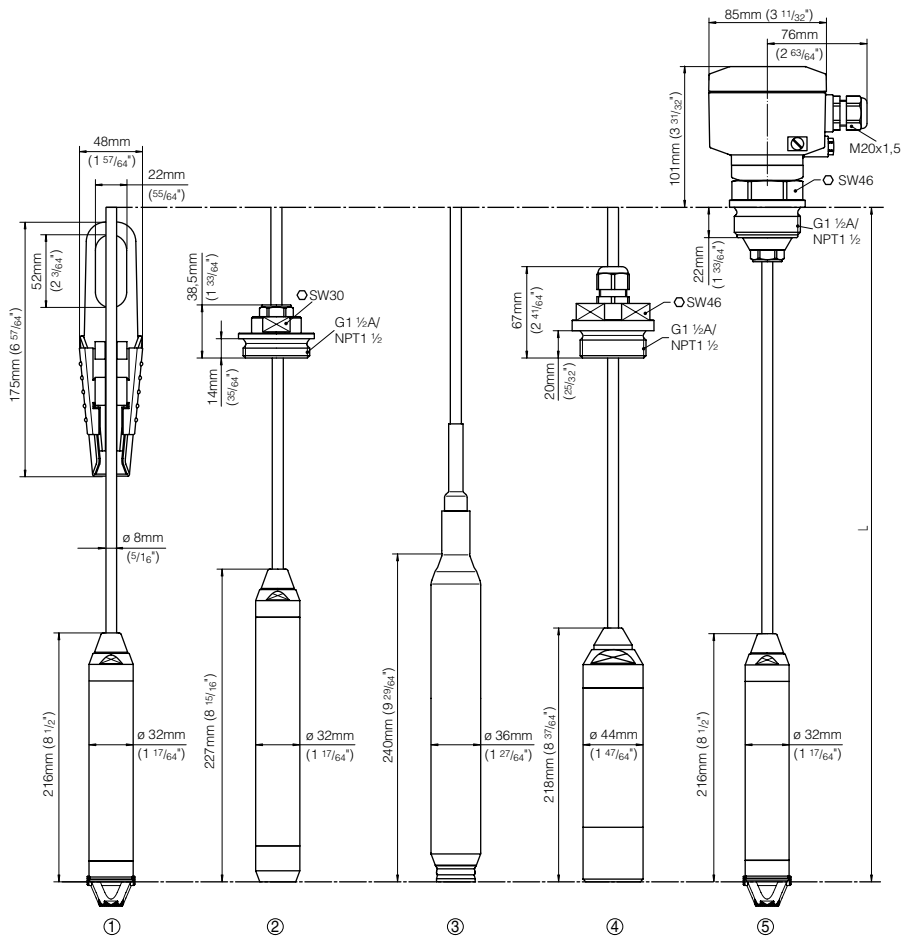 85mm (3 11/32")
76mm
(2 63/64")
101mm (3 31/32")
M20x1,5
SW46
G1 ½A/
NPT1 ½
22mm
(1 33/64")
48mm
(1 57/64")
22mm
(55/64")
52mm
(2 3/64")
175mm (6 57/64")
38,5mm
(1 33/64")
SW30
G1 ½A/
NPT1 ½
14mm
(35/64")
67mm
(2 41/64")
SW46
G1 ½A/
NPT1 ½
20mm
(25/32")
L
ø 8mm
(5/16")
216mm (8 1/2")
ø 32mm
(1 17/64")
227mm (8 15/16")
ø 32mm
(1 17/64")
240mm (9 29/64")
ø 36mm
(1 27/64")
218mm (8 37/64")
ø 44mm
(1 47/64")
216mm (8 1/2")
ø 32mm
(1 17/64")
① ② ③ ④ ⑤